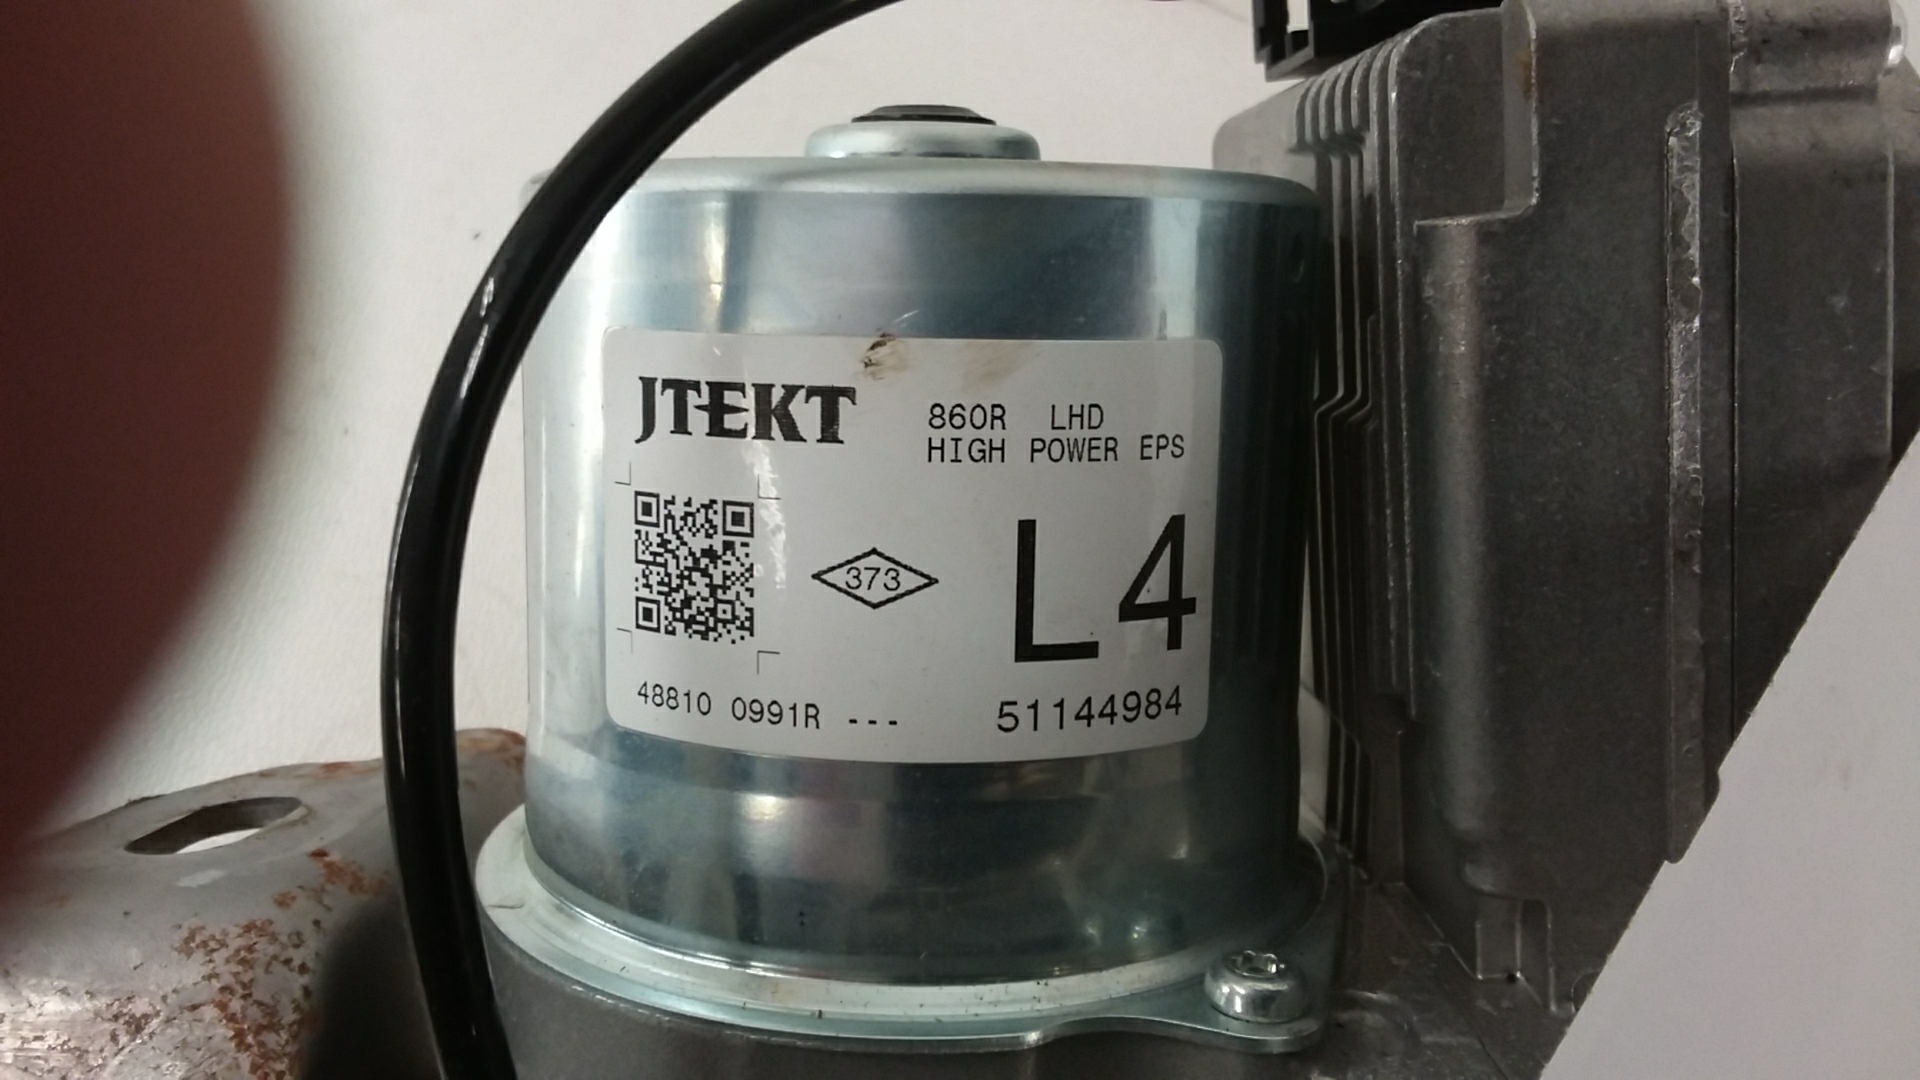 JTEKT
860R LHD
HIGH POWER EPS
373
L4
48810 0991R ---
51144984